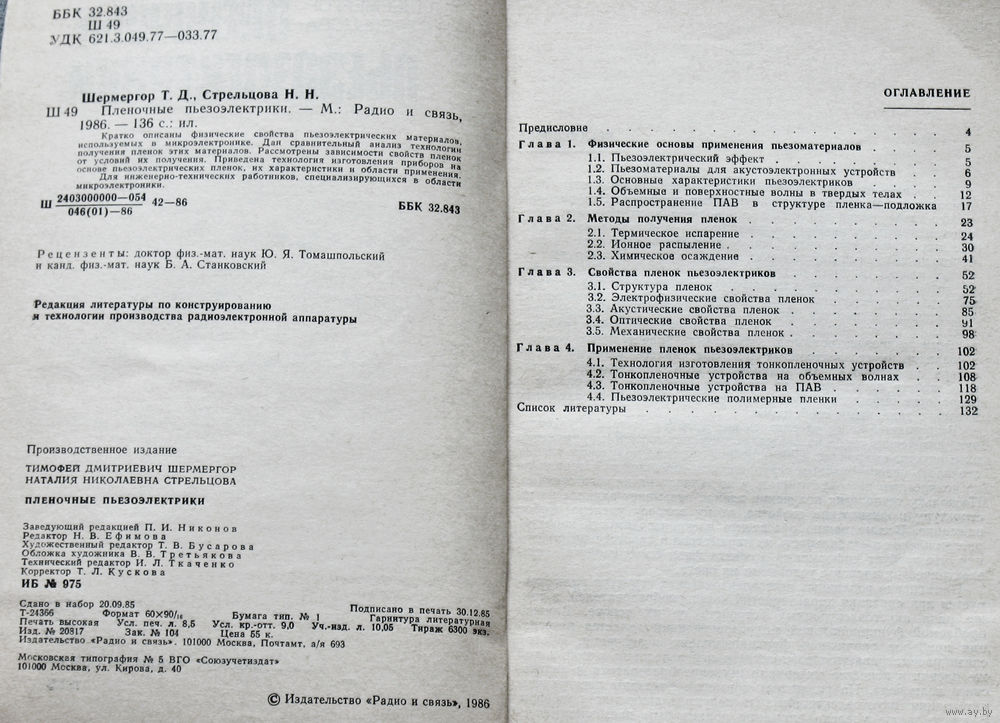 ББК 32.843
Ш 49
УДК 621.3.049.77—033.77
Шермергор Т. Д., Стрельцова Н. Н.
Ш 49 Пленочные пьезоэлектрики. — М.: Радио и связь,
1986. — 136 с.: ил.
Кратко описаны физические свойства пьезоэлектрических материалов,
используемых в микроэлектронике. Дан сравнительный анализ технологии
получения пленок этих материалов. Рассмотрены зависимости свойств пленок
от условий их получения. Приведена технология изготовления приборов на
основе пьезоэлектрических пленок, их характеристики и области применения.
Для инженерно-технических работников, специализирующихся в области
микроэлектроники.
Ш 2403000000—054
046(01)—86 42—86 ББК 32.843
Рецензенты: доктор физ.-мат. наук Ю. Я. Томашпольский
и канд. физ.-мат. наук Б. А. Станковский
Редакция литературы по конструированию
и технологии производства радиоэлектронной аппаратуры
Производственное издание
ТИМОФЕЙ ДМИТРИЕВИЧ ШЕРМЕРГОР
НАТАЛИЯ НИКОЛАЕВНА СТРЕЛЬЦОВА
ПЛЕНОЧНЫЕ ПЬЕЗОЭЛЕКТРИКИ
Заведующий редакцией П. И. Никонов
Редактор Н. В. Ефимова
Художественный редактор Т. В. Бусарова
Обложка художника В. В. Третьякова
Технический редактор И. Л. Ткаченко
Корректор Т. Л. Кускова
ИБ № 975
Сдано в набор 20.09.85 Подписано в печать 30.12.85
Т-24366 Формат 60×90/16 Бумага тип. № 1 Гарнитура литературная
Печать высокая Усл. печ. л. 8,5 Усл. кр.-отт. 9,0 Уч.-изд. л. 10,05 Тираж 6300 экз.
Изд. № 20817 Зак. № 104 Цена 55 к.
Издательство «Радио и связь». 101000 Москва, Почтамт, а/я 693
Московская типография № 5 ВГО «Союзучетиздат»
101000 Москва, ул. Кирова, д. 40
© Издательство «Радио и связь», 1986
ОГЛАВЛЕНИЕ
Предисловие 4
Глава 1. Физические основы применения пьезоматериалов 5
1.1. Пьезоэлектрический эффект 5
1.2. Пьезоматериалы для акустоэлектронных устройств 6
1.3. Основные характеристики пьезоэлектриков 9
1.4. Объемные и поверхностные волны в твердых телах 12
1.5. Распространение ПАВ в структуре пленка—подложка 17
Глава 2. Методы получения пленок 23
2.1. Термическое испарение 24
2.2. Ионное распыление 30
2.3. Химическое осаждение 41
Глава 3. Свойства пленок пьезоэлектриков 52
3.1. Структура пленок 52
3.2. Электрофизические свойства пленок 75
3.3. Акустические свойства пленок 85
3.4. Оптические свойства пленок 91
3.5. Механические свойства пленок 98
Глава 4. Применение пленок пьезоэлектриков 102
4.1. Технология изготовления тонкопленочных устройств 102
4.2. Тонкопленочные устройства на объемных волнах 108
4.3. Тонкопленочные устройства на ПАВ 118
4.4. Пьезоэлектрические полимерные пленки 129
Список литературы 132
www.ay.by